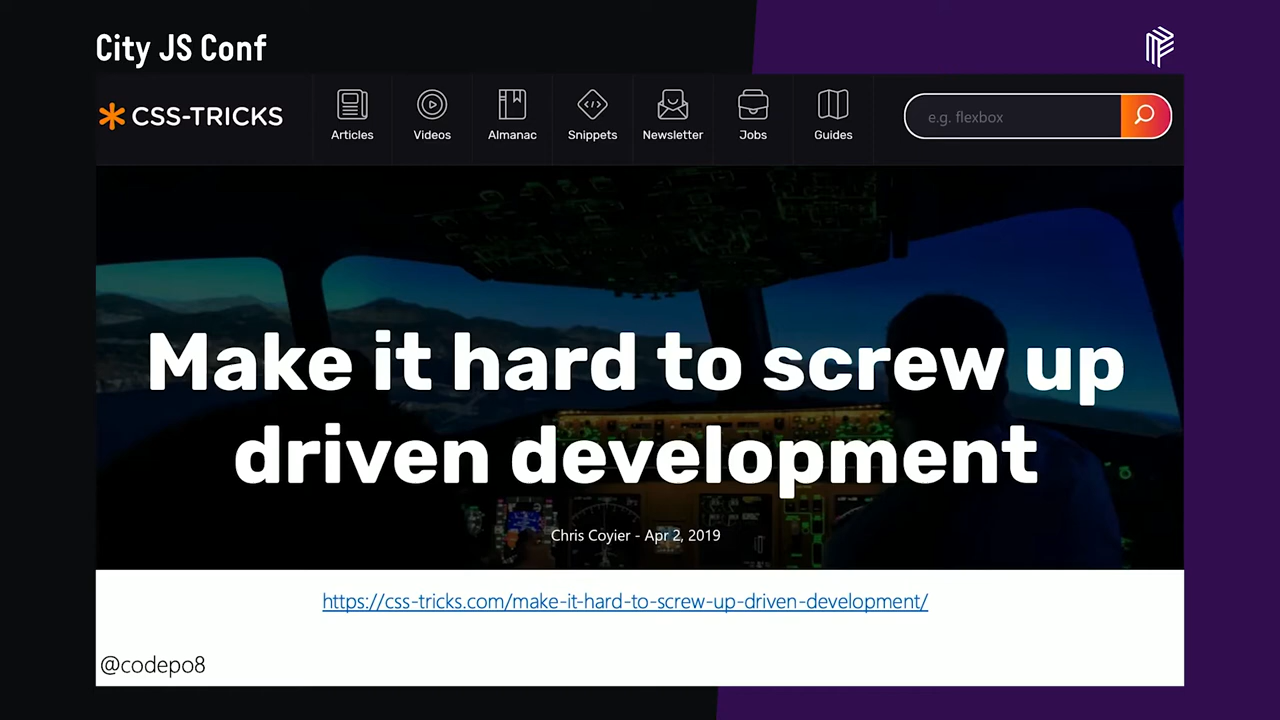 City JS Conf
CSS-TRICKS
Articles
Videos
Almanac
Snippets
Newsletter
Jobs
Guides
e.g. flexbox
Make it hard to screw up
driven development
Chris Coyier - Apr 2, 2019
https://css-tricks.com/make-it-hard-to-screw-up-driven-development/
@codepo8